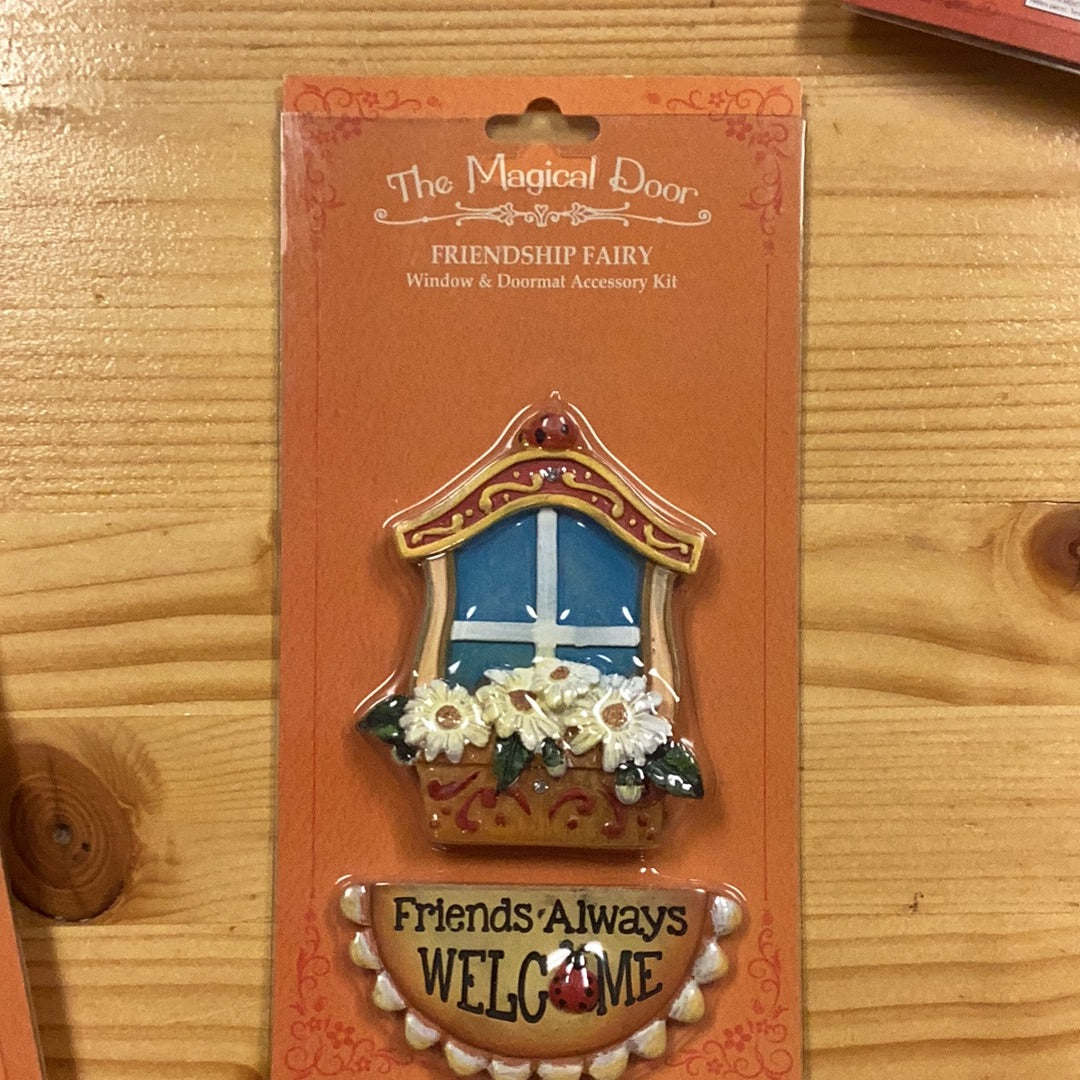 The Magical Door
FRIENDSHIP FAIRY
Window & Doormat Accessory Kit
Friends Always
WELCOME